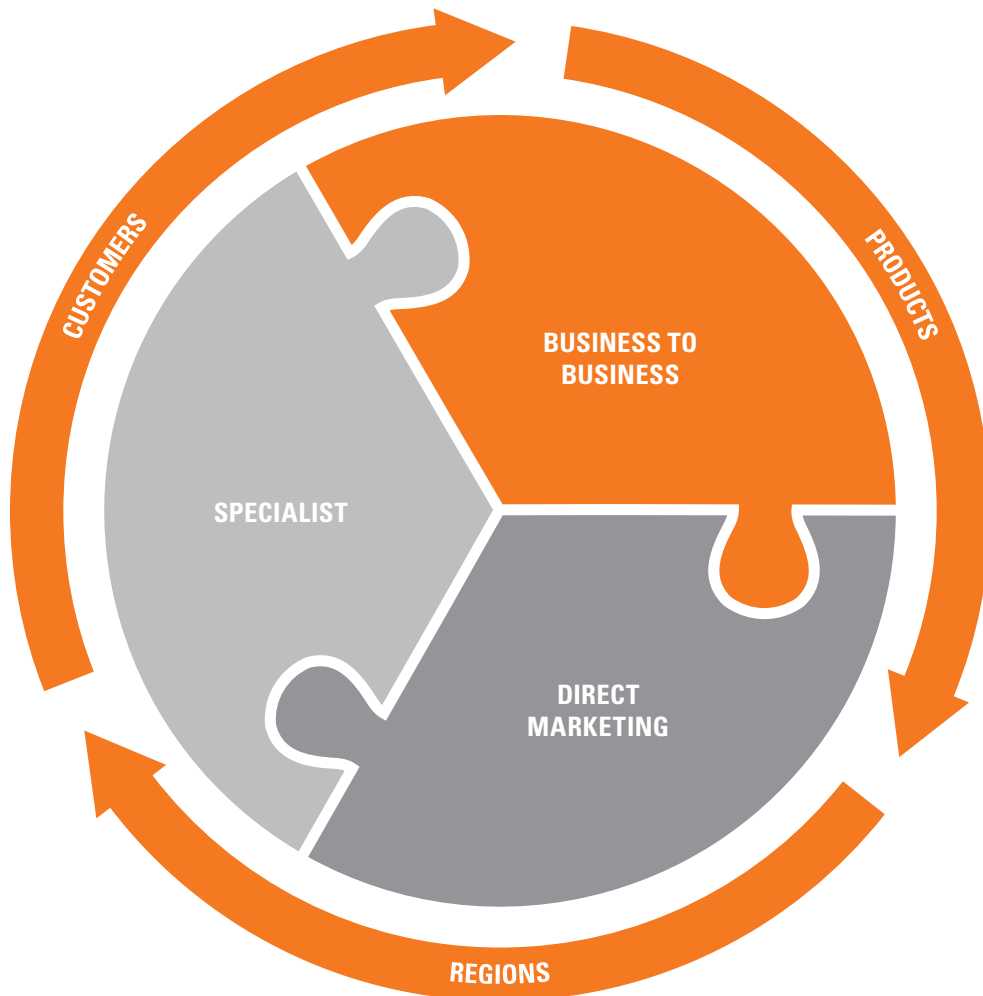 CUSTOMERS
PRODUCTS
BUSINESS TO
BUSINESS
SPECIALIST
DIRECT
MARKETING
REGIONS